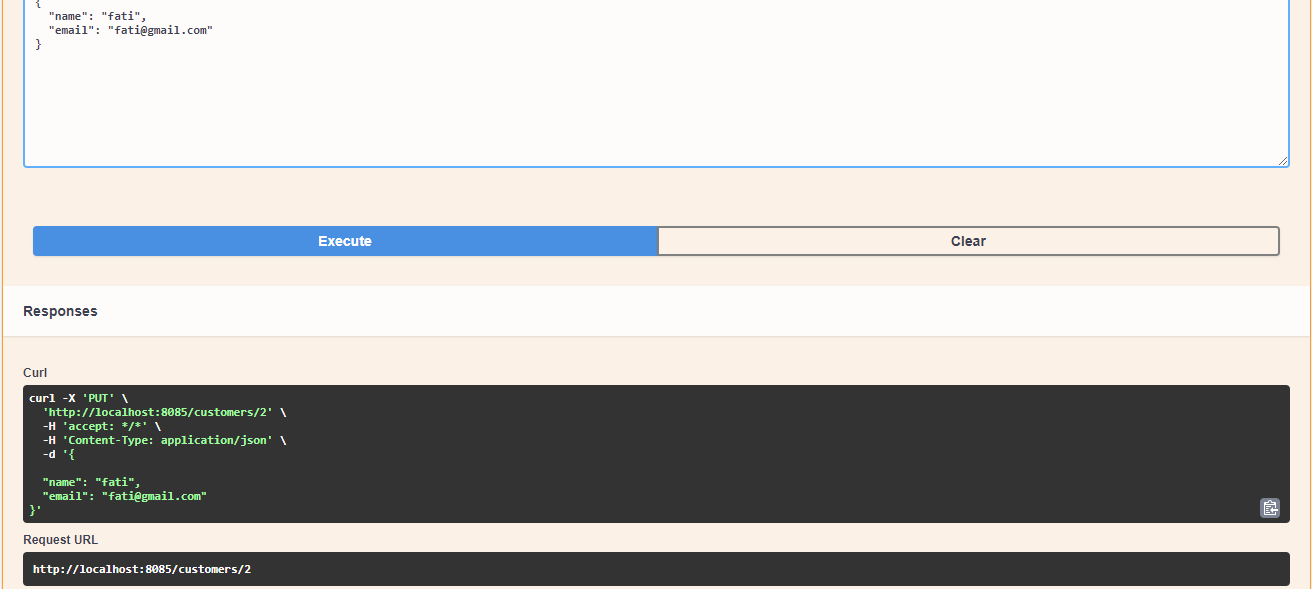 {
"name": "fati",
"email": "fati@gmail.com"
}
Execute
Clear
Responses
Curl
curl -X 'PUT' \
'http://localhost:8085/customers/2' \
-H 'accept: */*' \
-H 'Content-Type: application/json' \
-d '{
"name": "fati",
"email": "fati@gmail.com"
}'
Request URL
http://localhost:8085/customers/2